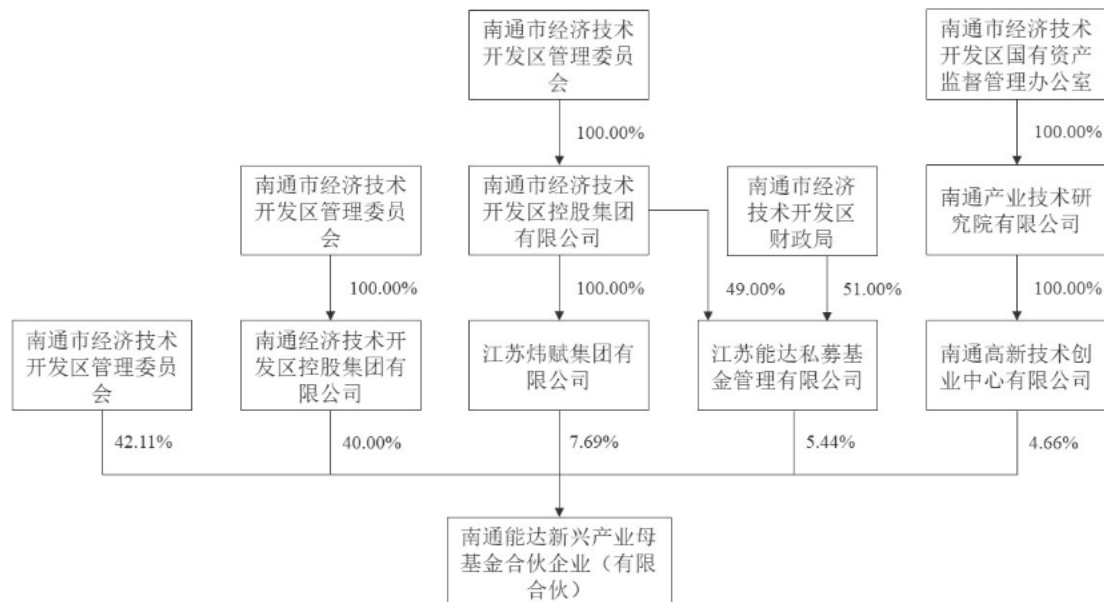 南通市经济技术
开发区管理委员
会
南通市经济技术
开发区国有资产
监督管理办公室
100.00%
100.00%
南通市经济技术
开发区管理委员
会
南通市经济技术
开发区控股集团
有限公司
南通市经济
技术开发区
财政局
南通产业技术研
究院有限公司
100.00%
100.00%
49.00%
51.00%
100.00%
南通市经济技术
开发区管理委员
会
南通经济技术开
发区控股集团有
限公司
江苏炜赋集团有
限公司
江苏能达私募基
金管理有限公司
南通高新技术创
业中心有限公司
42.11%
40.00%
7.69%
5.44%
4.66%
南通能达新兴产业母
基金合伙企业（有限
合伙）